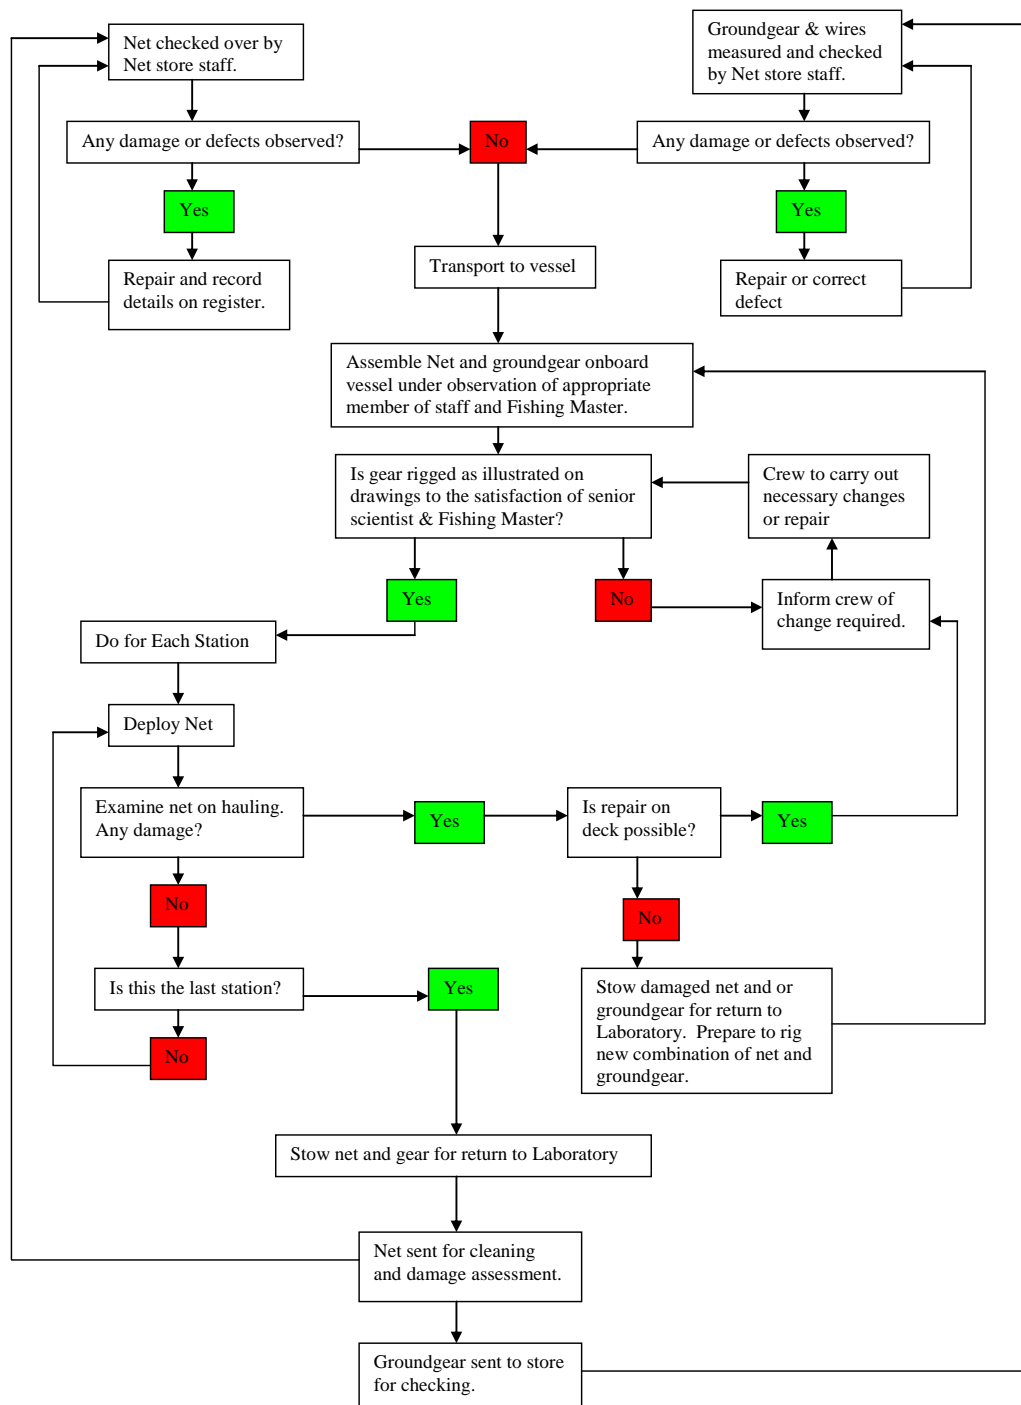 Net checked over by
Net store staff.
Groundgear & wires
measured and checked
by Net store staff.
Any damage or defects observed?
No
Any damage or defects observed?
Yes
Yes
Repair and record
details on register.
Transport to vessel
Repair or correct
defect
Assemble Net and groundgear onboard
vessel under observation of appropriate
member of staff and Fishing Master.
Is gear rigged as illustrated on
drawings to the satisfaction of senior
scientist & Fishing Master?
Crew to carry out
necessary changes
or repair
Yes
No
Inform crew of
change required.
Do for Each Station
Deploy Net
Examine net on hauling.
Any damage?
Yes
Is repair on
deck possible?
Yes
No
No
Is this the last station?
Yes
Stow damaged net and or
groundgear for return to
Laboratory.  Prepare to rig
new combination of net and
groundgear.
No
Stow net and gear for return to Laboratory
Net sent for cleaning
and damage assessment.
Groundgear sent to store
for checking.